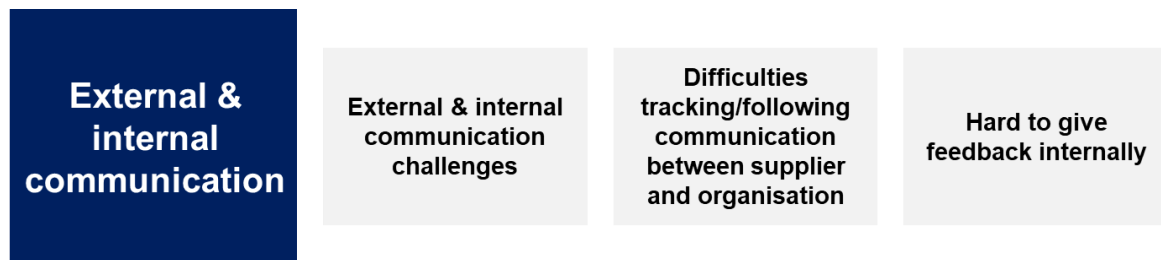 External &
internal
communication
External & internal
communication
challenges
Difficulties
tracking/following
communication
between supplier
and organisation
Hard to give
feedback internally